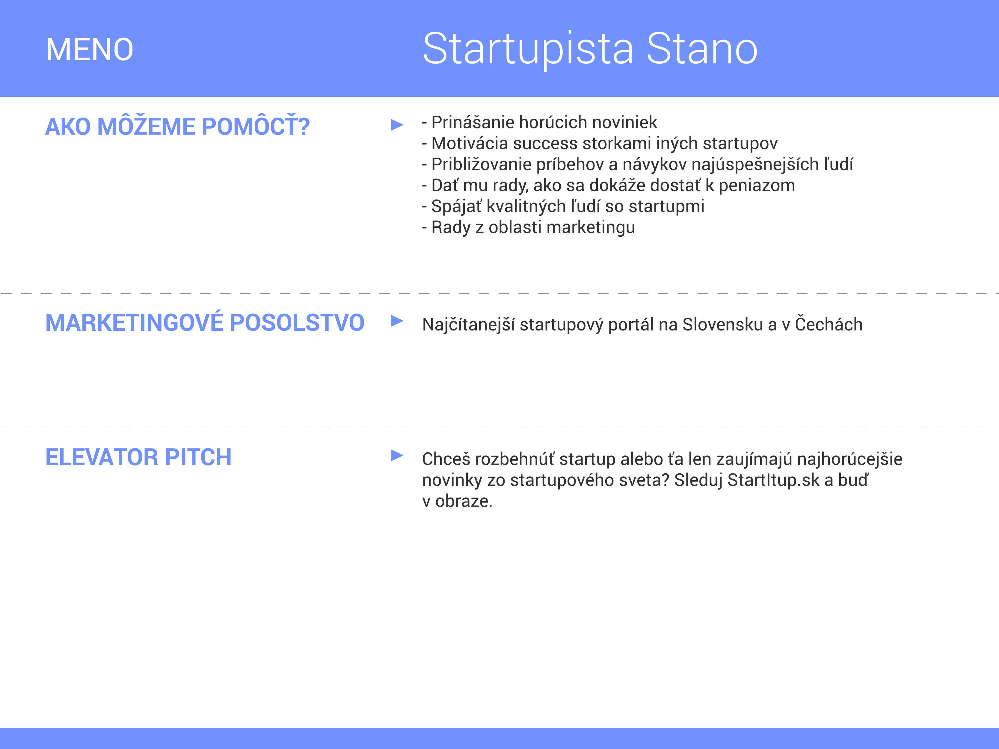 MENO
Startupista Stano
AKO MÔŽEME POMÔCŤ?
- Prinášanie horúcich noviniek
- Motivácia success storkami iných startupov
- Približovanie príbehov a návykov najúspešnejších ľudí
- Dať mu rady, ako sa dokáže dostať k peniazom
- Spájať kvalitných ľudí so startupmi
- Rady z oblasti marketingu
MARKETINGOVÉ POSOLSTVO
Najčítanejší startupový portál na Slovensku a v Čechách
ELEVATOR PITCH
Chceš rozbehnúť startup alebo ťa len zaujímajú najhorúcejšie
novinky zo startupového sveta? Sleduj StartItup.sk a buď
v obraze.